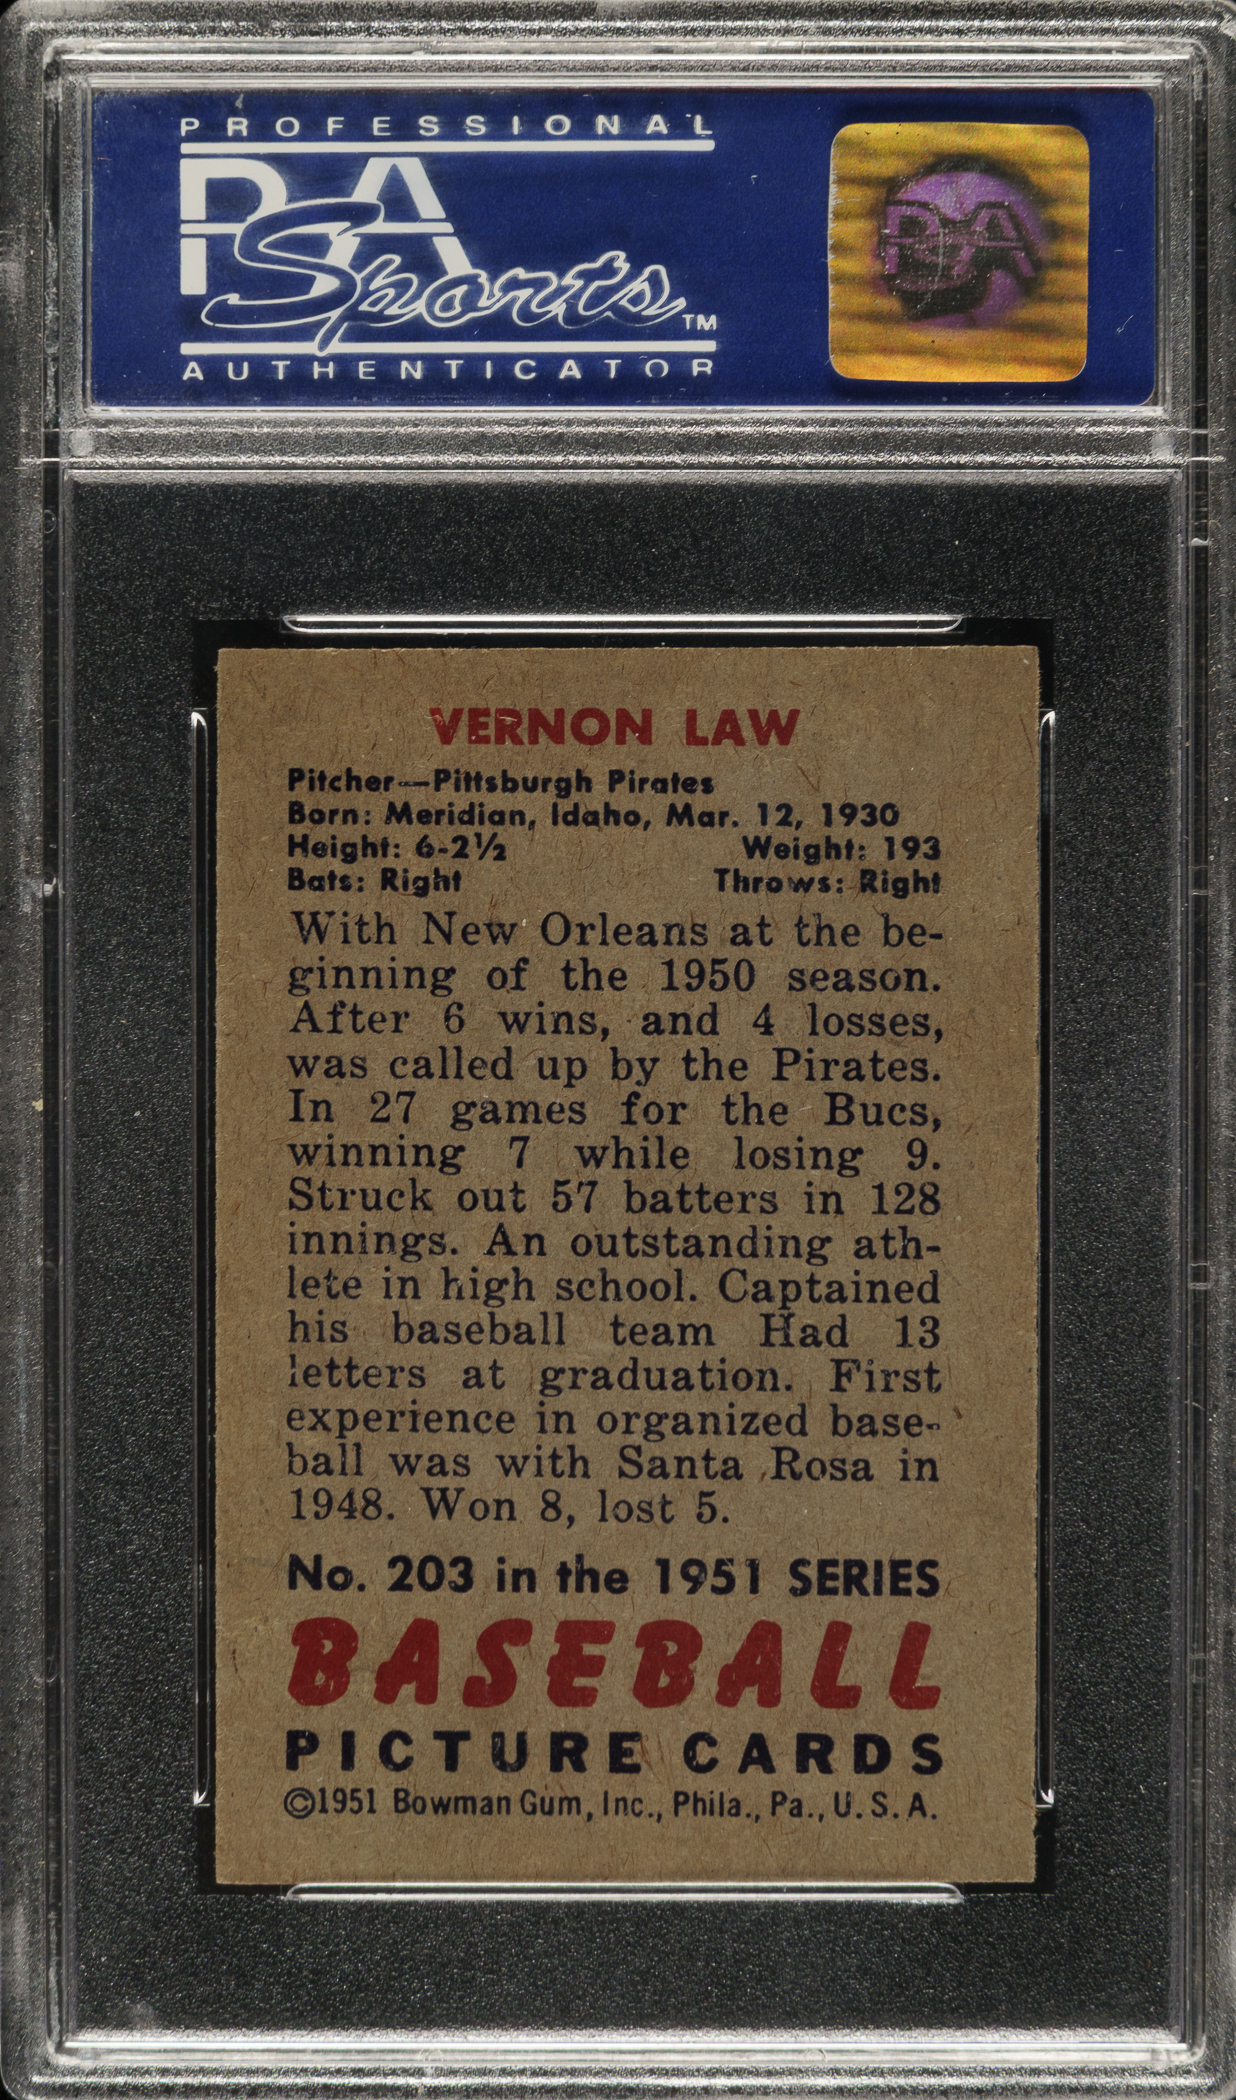 PROFESSIONAL
PSA
Sports™
AUTHENTICATOR
PSA
VERNON LAW
Pitcher—Pittsburgh Pirates
Born: Meridian, Idaho, Mar. 12, 1930
Height: 6-2½ Weight: 193
Bats: Right Throws: Right
With New Orleans at the be-
ginning of the 1950 season.
After 6 wins, and 4 losses,
was called up by the Pirates.
In 27 games for the Bucs,
winning 7 while losing 9.
Struck out 57 batters in 128
innings. An outstanding ath-
lete in high school. Captained
his baseball team Had 13
letters at graduation. First
experience in organized base-
ball was with Santa Rosa in
1948. Won 8, lost 5.
No. 203 in the 1951 SERIES
BASEBALL
PICTURE CARDS
©1951 Bowman Gum, Inc., Phila., Pa., U.S.A.